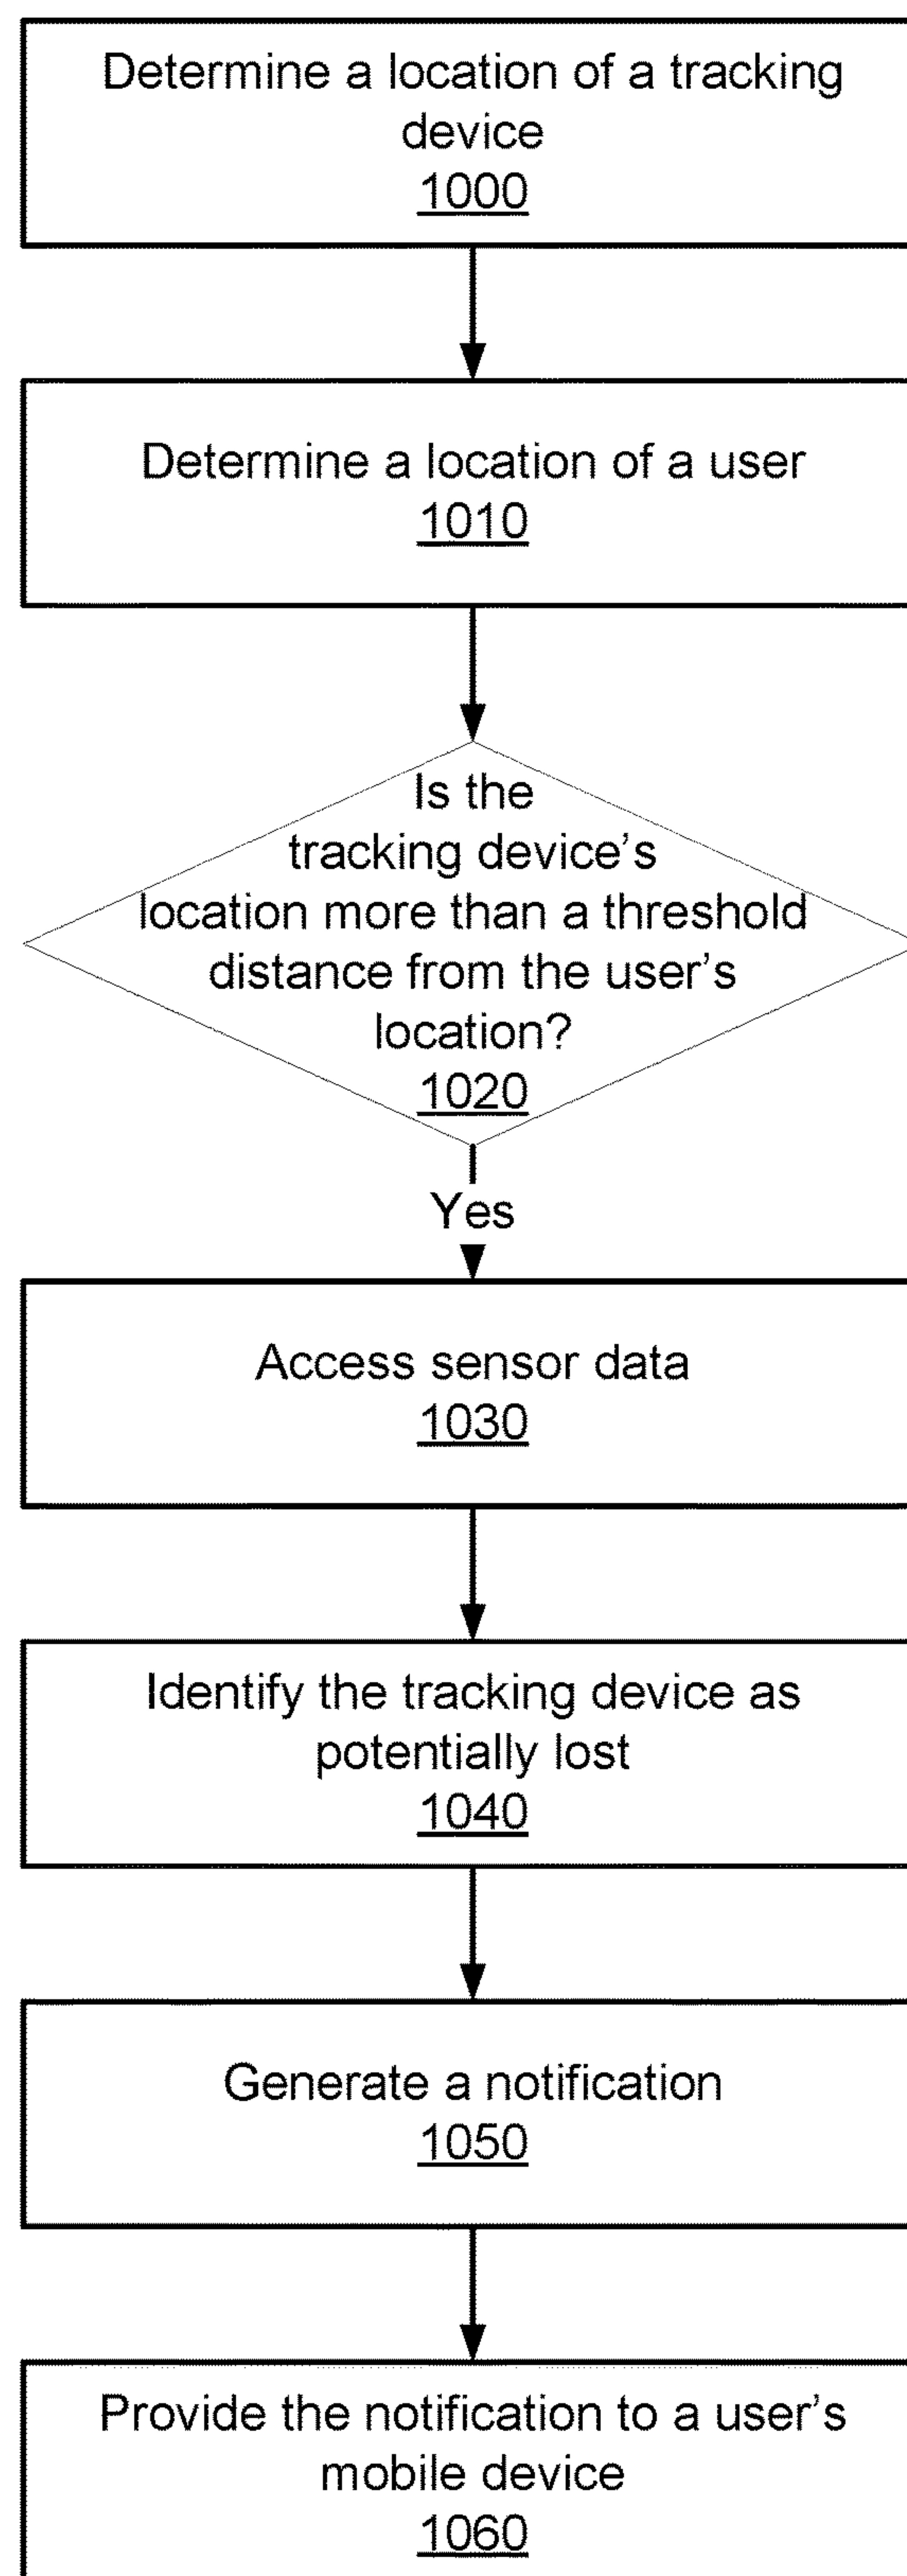 Determine a location of a tracking
device
1000
Determine a location of a user
1010
Is the
tracking device's
location more than a threshold
distance from the user's
location?
1020
Yes
Access sensor data
1030
Identify the tracking device as
potentially lost
1040
Generate a notification
1050
Provide the notification to a user's
mobile device
1060